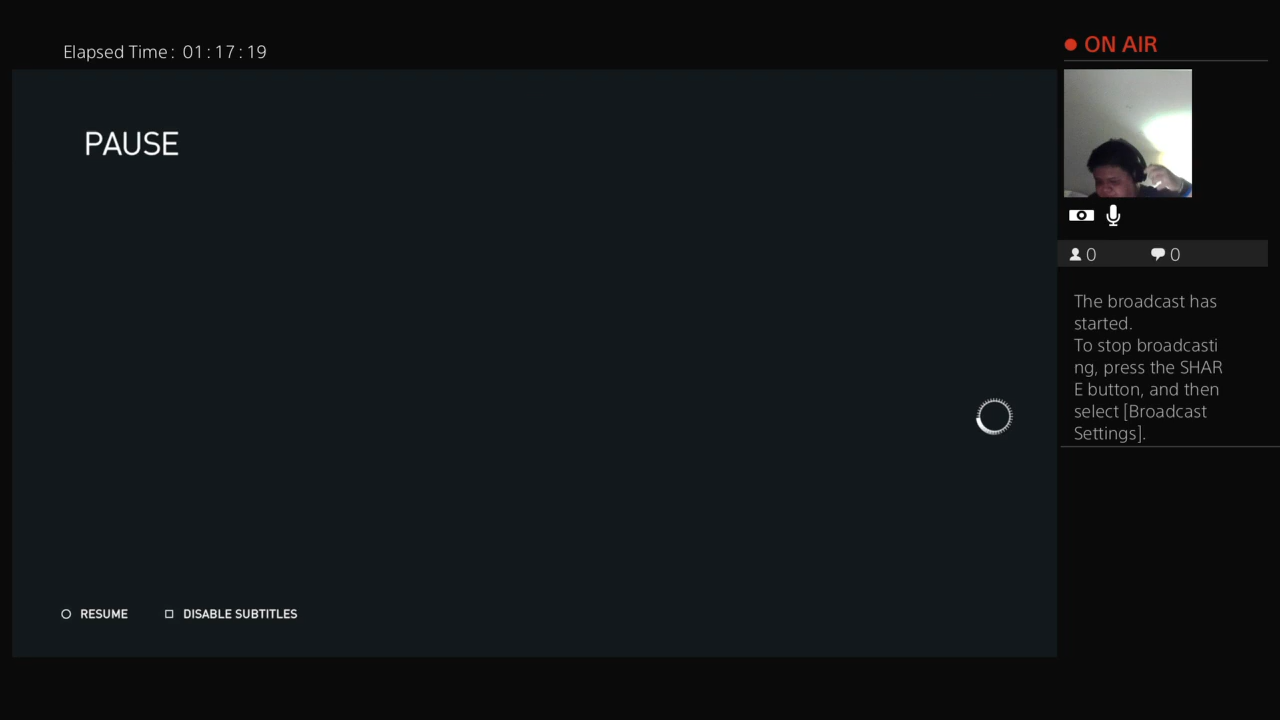 Elapsed Time: 01:17:19
ON AIR
PAUSE
0 0
The broadcast has
started.
To stop broadcasti
ng, press the SHAR
E button, and then
select [Broadcast
Settings].
RESUME DISABLE SUBTITLES